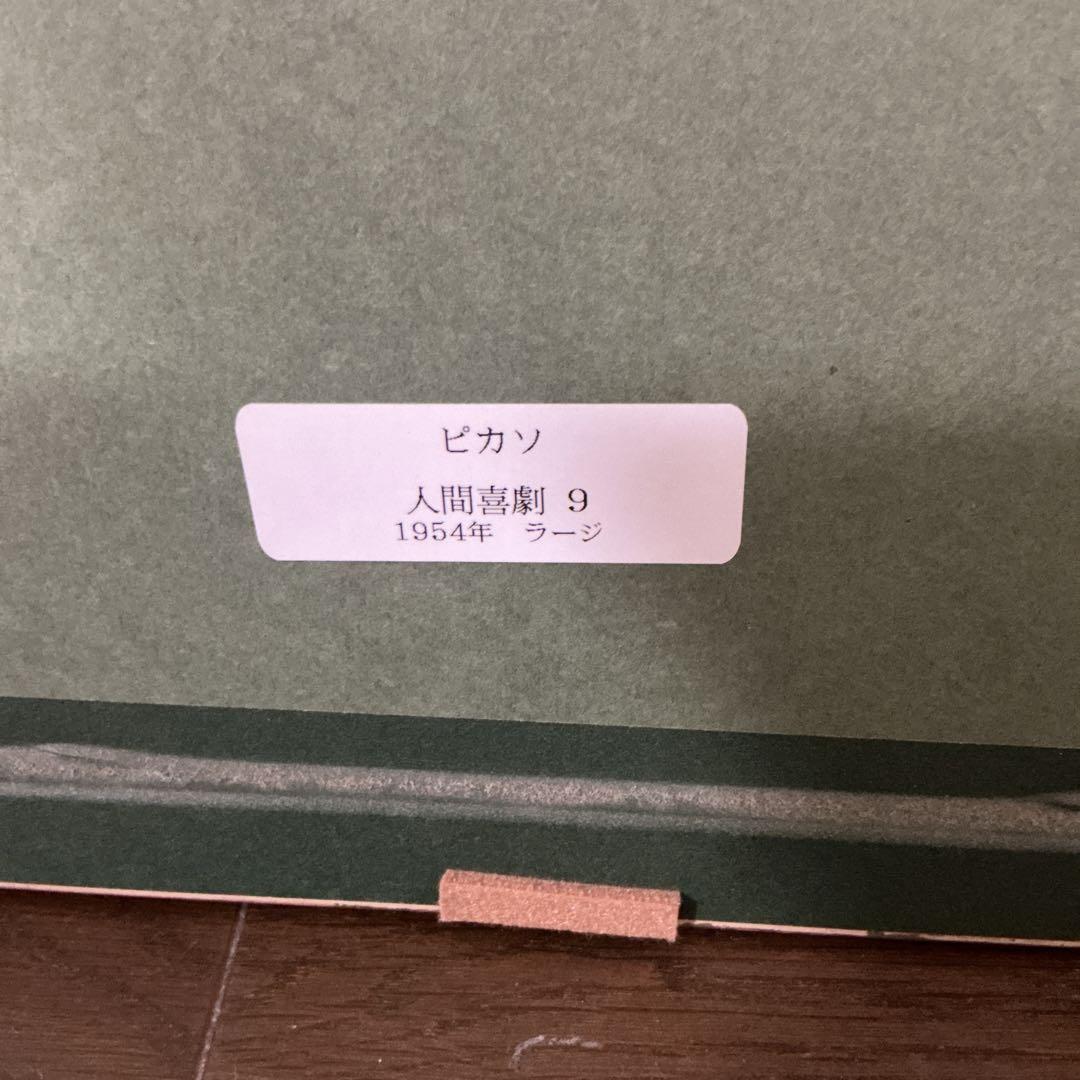 ピカソ
人間喜劇 9
1954年　ラージ